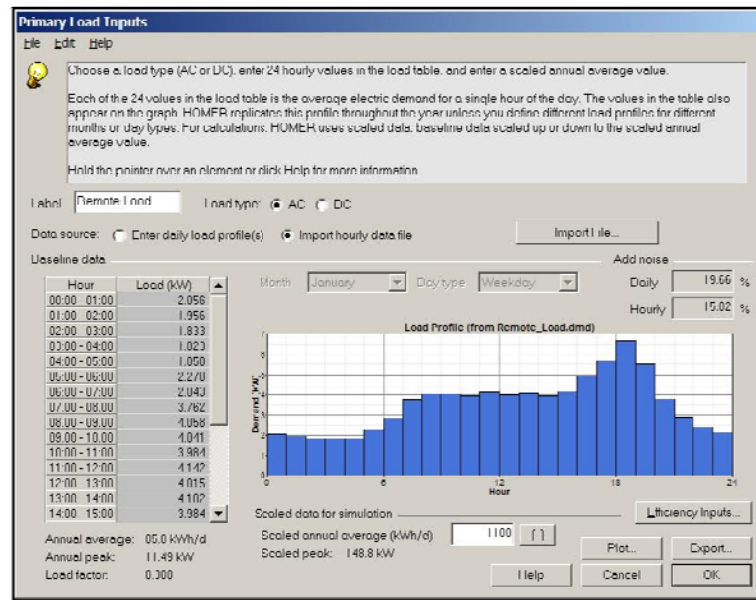 Primary Load Inputs
File Edit Help
Choose a load type (AC or DC), enter 24 hourly values in the load table, and enter a scaled annual average value.
Each of the 24 values in the load table is the average electric demand for a single hour of the day. The values in the table also
appear on the graph. HOMER replicates this profile throughout the year unless you define different load profiles for different
months or day types. For calculations, HOMER uses scaled data: baseline data scaled up or down to the scaled annual
average value.
Hold the pointer over an element or click Help for more information
Label Remote Load Load type: AC DC
Data source: Enter daily load profile(s) Import hourly data file Import File...
Baseline data Add noise
Month January Day type Weekday Daily 19.66 %
Hourly 15.02 %
Hour Load (kW)
00:00 01:00 2.056
01:00 02:00 1.956
02:00 03:00 1.833
03:00 - 04:00
04:00 - 05:00
05:00 - 06:00 2.270
06:00 - 07:00
07:00 - 08:00 3.762
08:00 - 09:00 4.058
09:00 - 10:00 4.041
10:00 - 11:00 3.984
11:00 - 12:00 4.142
12:00 13:00 4.015
13:00 14:00 4.102
14:00 15:00 3.984
Load Profile (from Remote_Load.dmd)
Demand (kW)
7
6
5
4
3
2
1
0
0 6 12 18 24
Hour
Annual average: kWh/d
Annual peak: 11.49 kW
Load factor:
Scaled data for simulation
Scaled annual average (kWh/d) 1100
Scaled peak: 148.8 kW
Efficiency Inputs...
Plot... Export...
Help Cancel OK